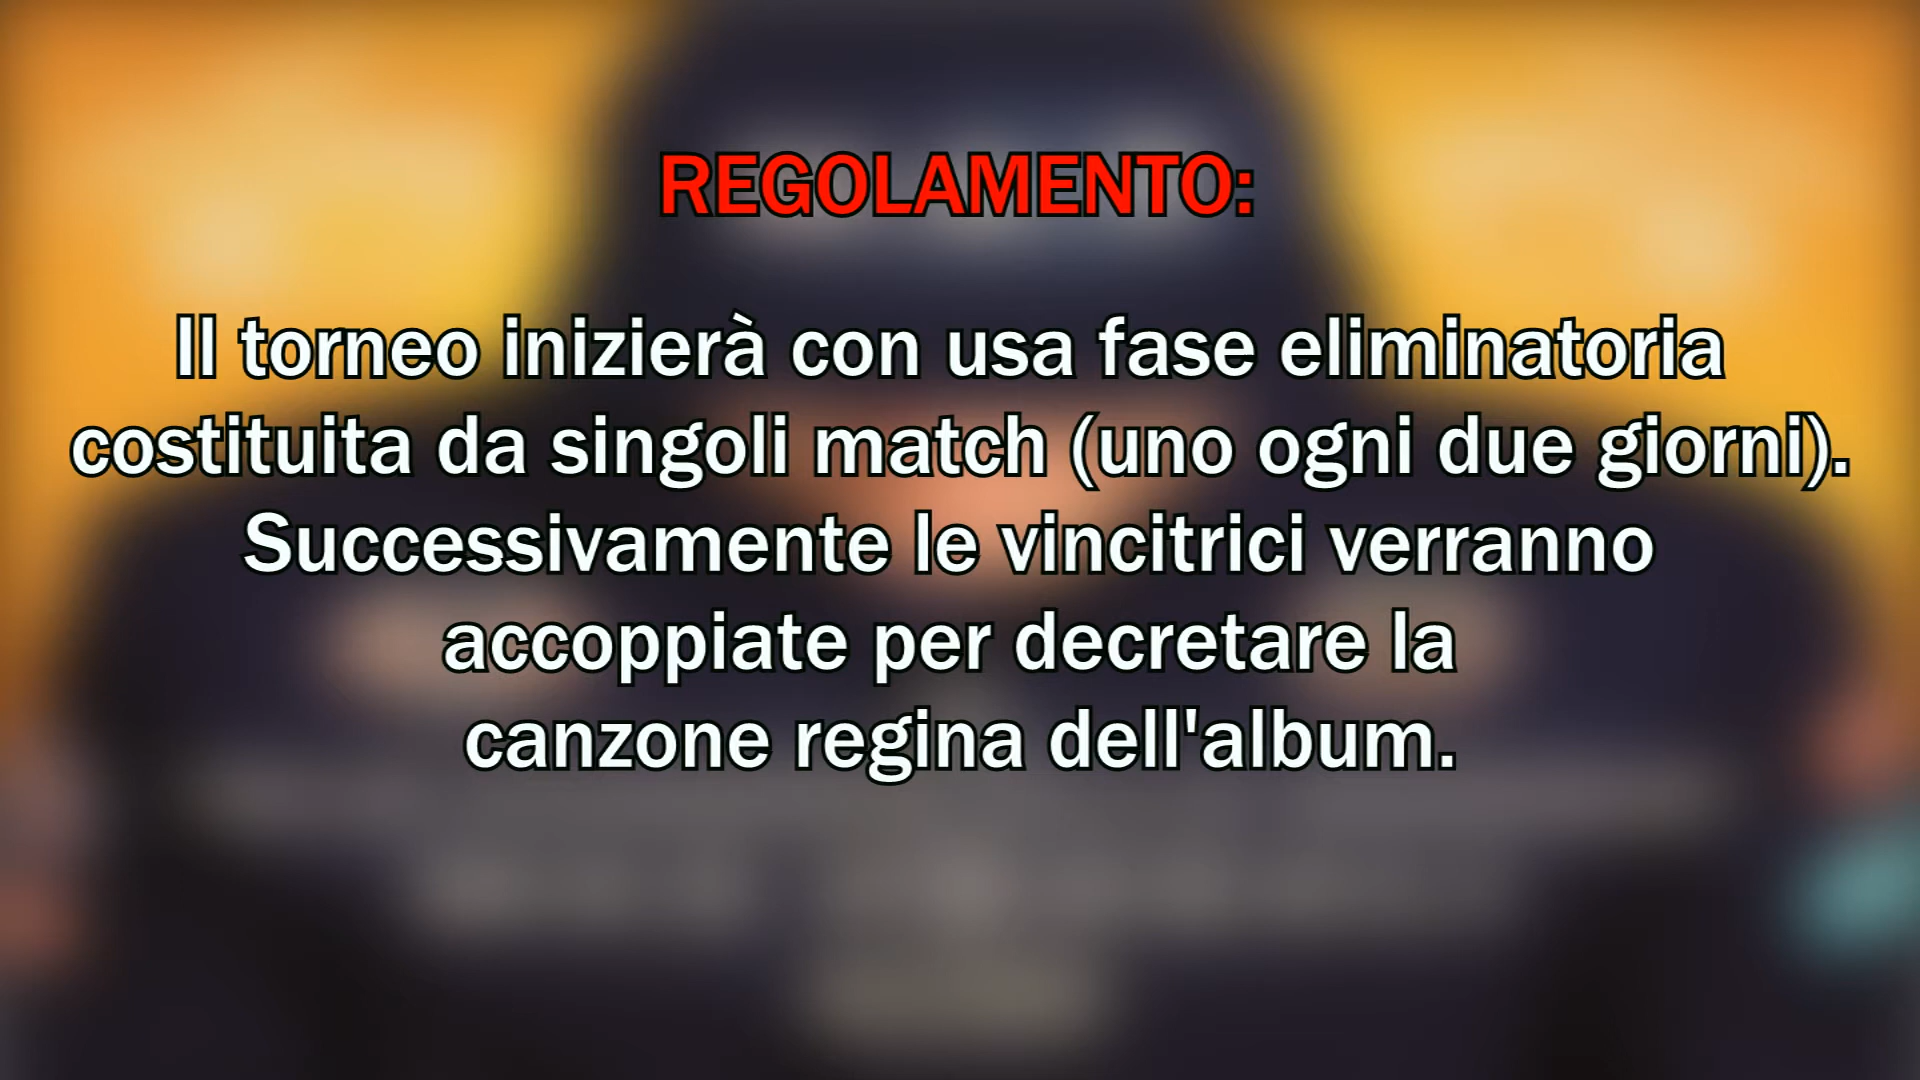 REGOLAMENTO:
Il torneo inizierà con usa fase eliminatoria
costituita da singoli match (uno ogni due giorni).
Successivamente le vincitrici verranno
accoppiate per decretare la
canzone regina dell'album.